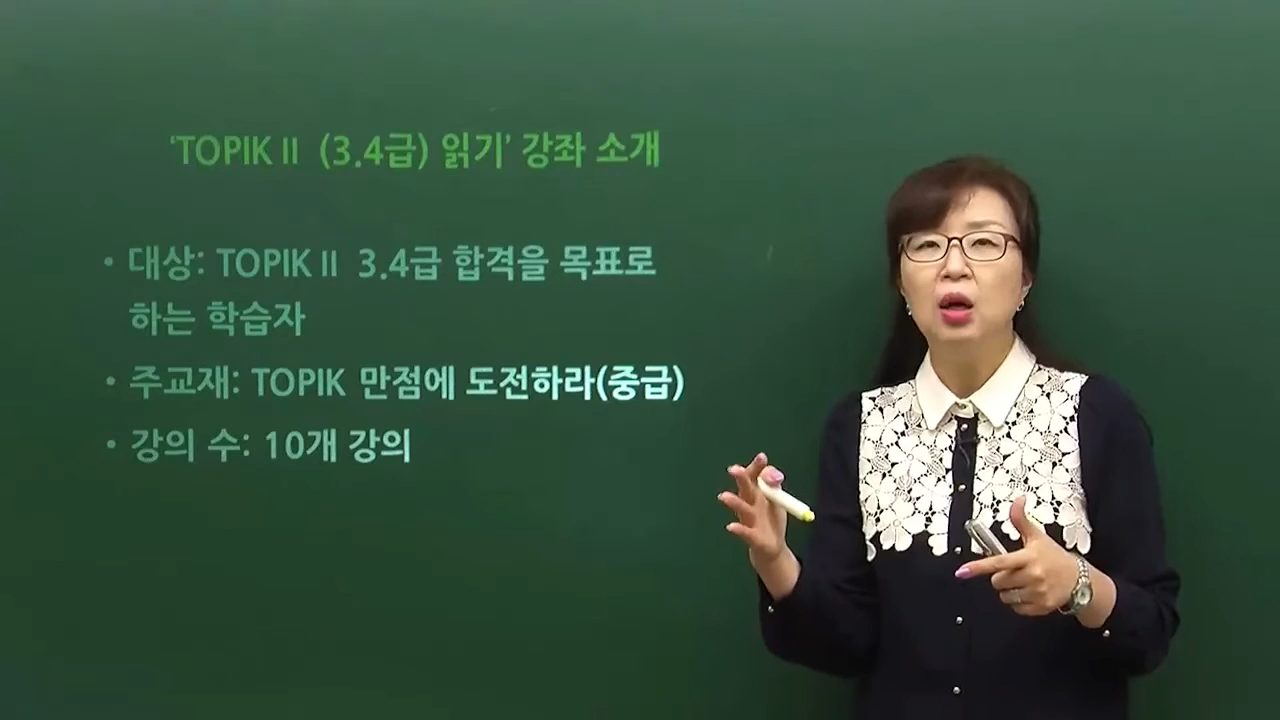 ‘TOPIK II (3.4급) 읽기’ 강좌 소개
• 대상: TOPIK II 3.4급 합격을 목표로
하는 학습자
• 주교재: TOPIK 만점에 도전하라(중급)
• 강의 수: 10개 강의